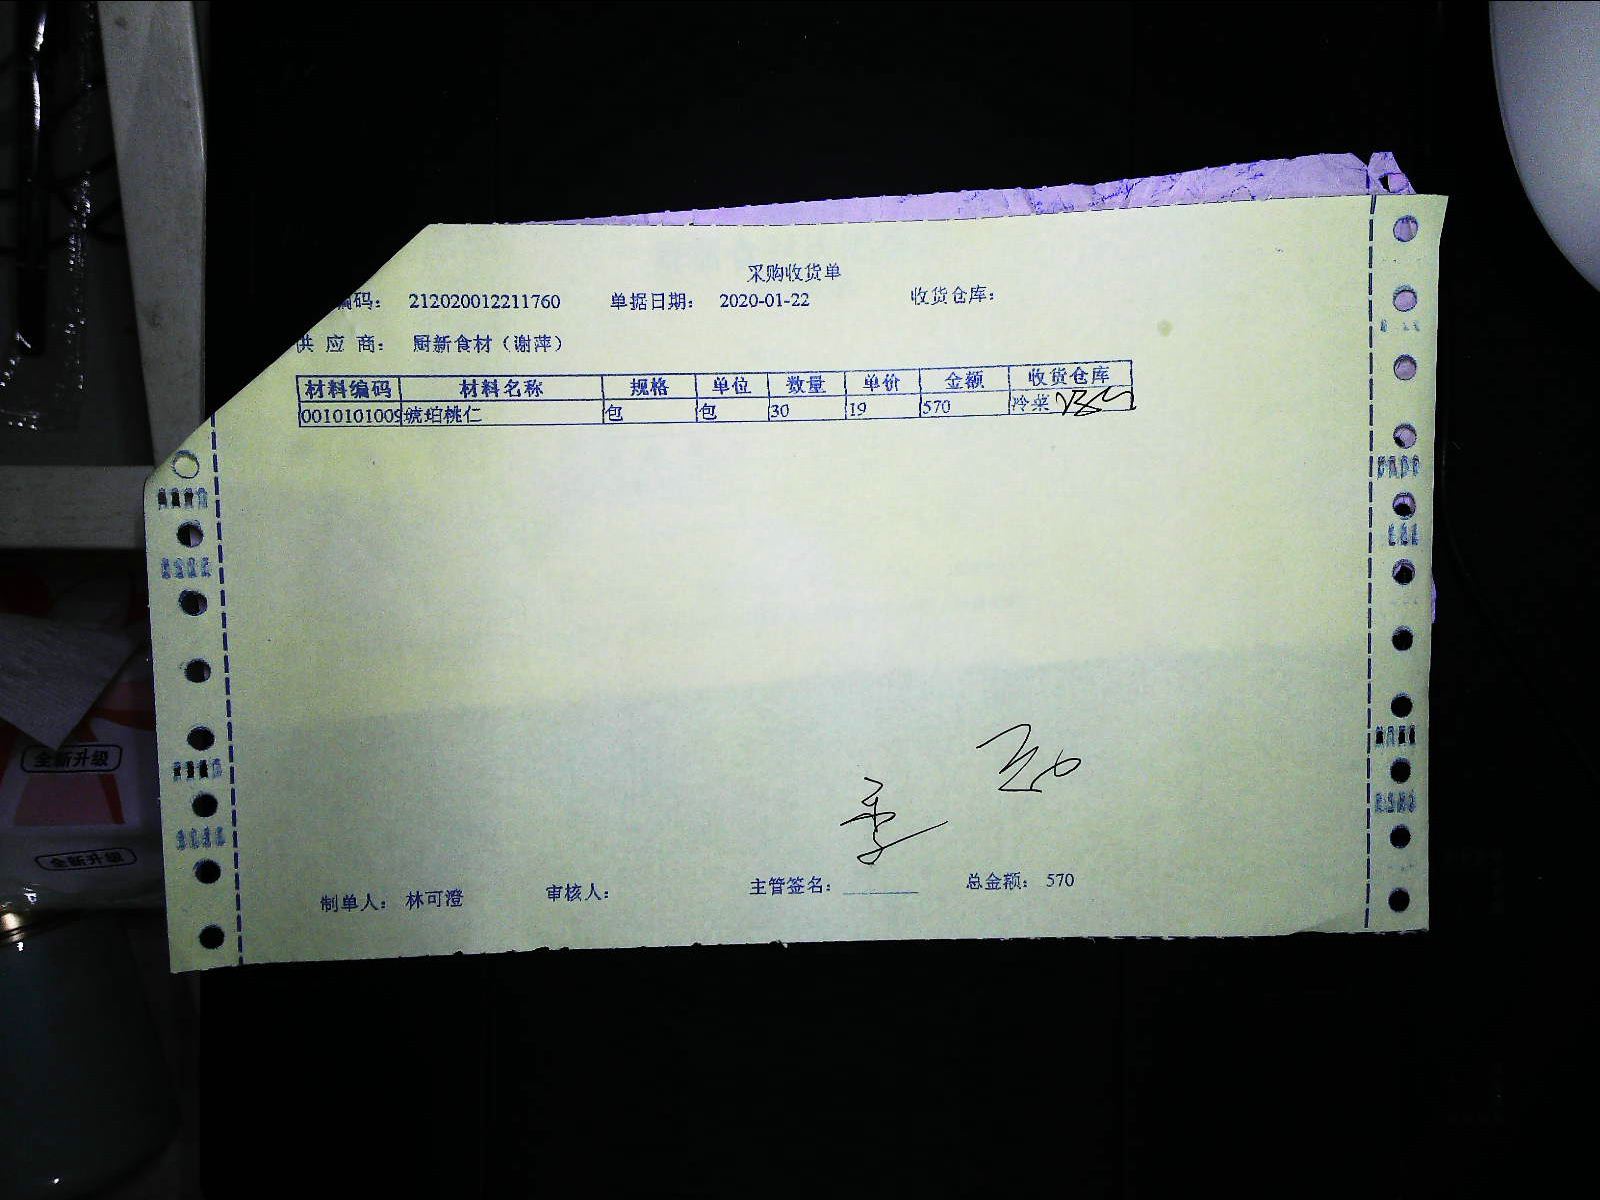 采购收货单
编码： 212020012211760 单据日期： 2020-01-22 收货仓库：
供 应 商： 厨新食材（谢萍）
材料编码 材料名称 规格 单位 数量 单价 金额 收货仓库
0010101009 琥珀桃仁 包 包 30 19 570 冷菜
制单人： 林可澄 审核人： 主管签名： 总金额： 570
全新升级
全新升级